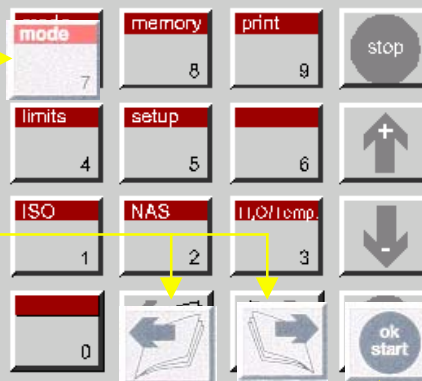 mode memory print
7 8 9 stop
limits setup
4 5 6 +
ISO NAS H₂O/Temp.
1 2 3 -
0 ok
start